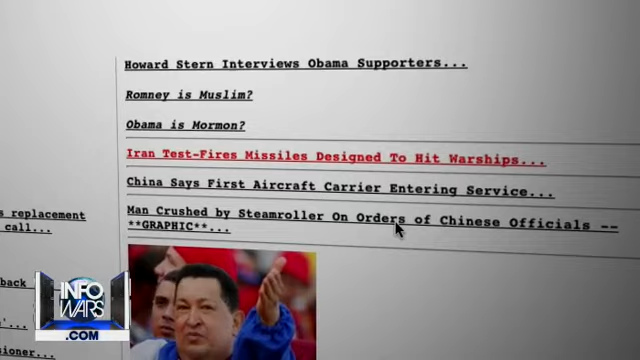 Howard Stern Interviews Obama Supporters...
Romney is Muslim?
Obama is Mormon?
Iran Test-Fires Missiles Designed To Hit Warships...
China Says First Aircraft Carrier Entering Service...
Man Crushed by Steamroller On Orders of Chinese Officials --
**GRAPHIC**...
s replacement
call...
back
'...
sioner...
INFO
WARS
.COM